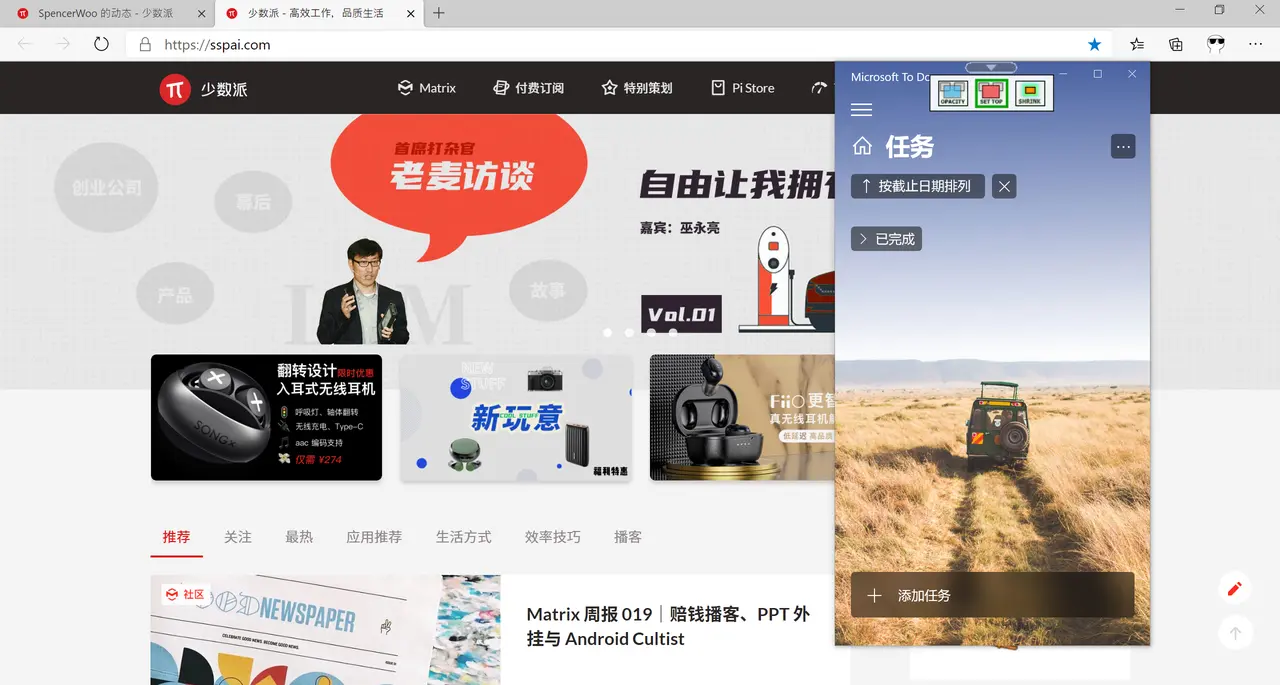 SpencerWoo 的动态 - 少数派
少数派 - 高效工作，品质生活
https://sspai.com
少数派
Matrix
付费订阅
特别策划
Pi Store
创业公司
幕后
产品
故事
首席打杂官
老麦访谈
自由让我拥有
嘉宾：巫永亮
Vol.01
翻转设计限时优惠
入耳式无线耳机
呼吸灯、轴体翻转
无线充电、Type-C
aac 编码支持
仅需 ¥274
SONGX
NEW
STUFF
新玩意
COOL STUFF
福利特惠
FiiO 更智
真无线耳机
低延迟 高品质
推荐
关注
最热
应用推荐
生活方式
效率技巧
播客
社区
NEWSPAPER
CELEBRATE GOOD NEWS. BECOME GOOD NEWS.
Matrix 周报 019｜赔钱播客、PPT 外
挂与 Android Cultist
Microsoft To Do
OPACITY
SET TOP
SHRINK
任务
按截止日期排列
已完成
添加任务